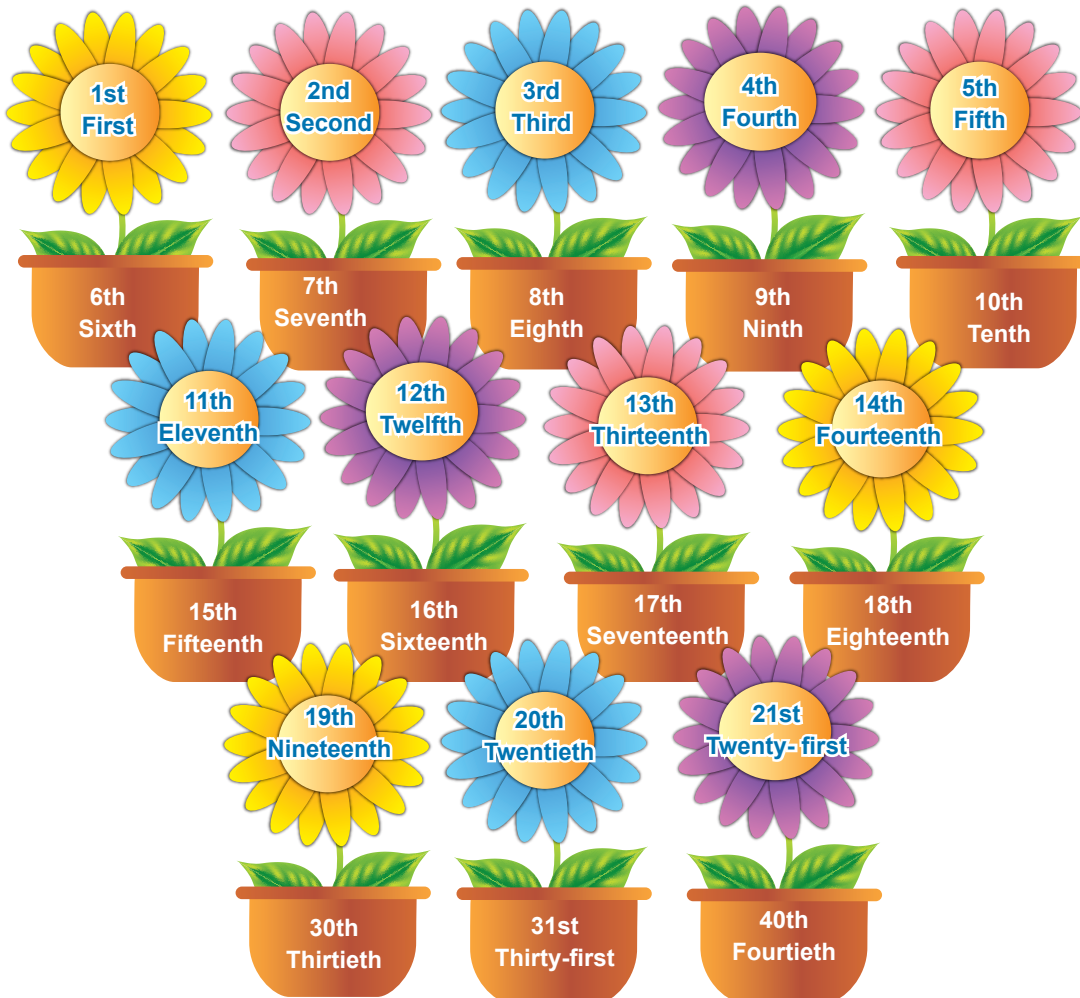 1st
First
2nd
Second
3rd
Third
4th
Fourth
5th
Fifth
6th
Sixth
7th
Seventh
8th
Eighth
9th
Ninth
10th
Tenth
11th
Eleventh
12th
Twelfth
13th
Thirteenth
14th
Fourteenth
15th
Fifteenth
16th
Sixteenth
17th
Seventeenth
18th
Eighteenth
19th
Nineteenth
20th
Twentieth
21st
Twenty- first
30th
Thirtieth
31st
Thirty-first
40th
Fourtieth